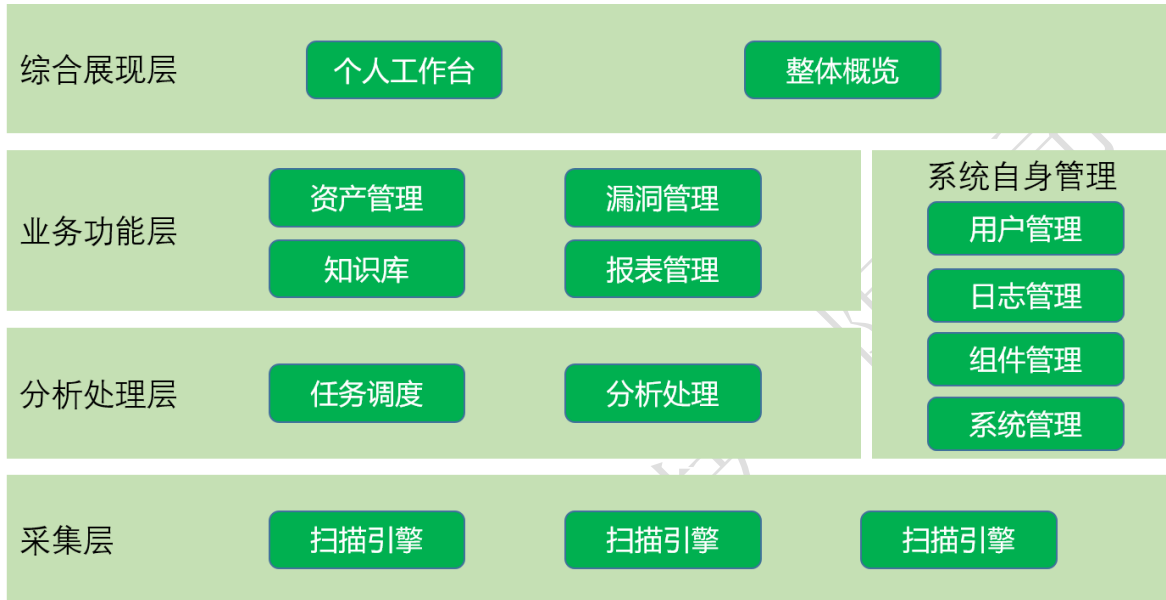 综合展现层
个人工作台
整体概览
业务功能层
资产管理
漏洞管理
知识库
报表管理
系统自身管理
用户管理
日志管理
组件管理
系统管理
分析处理层
任务调度
分析处理
采集层
扫描引擎
扫描引擎
扫描引擎